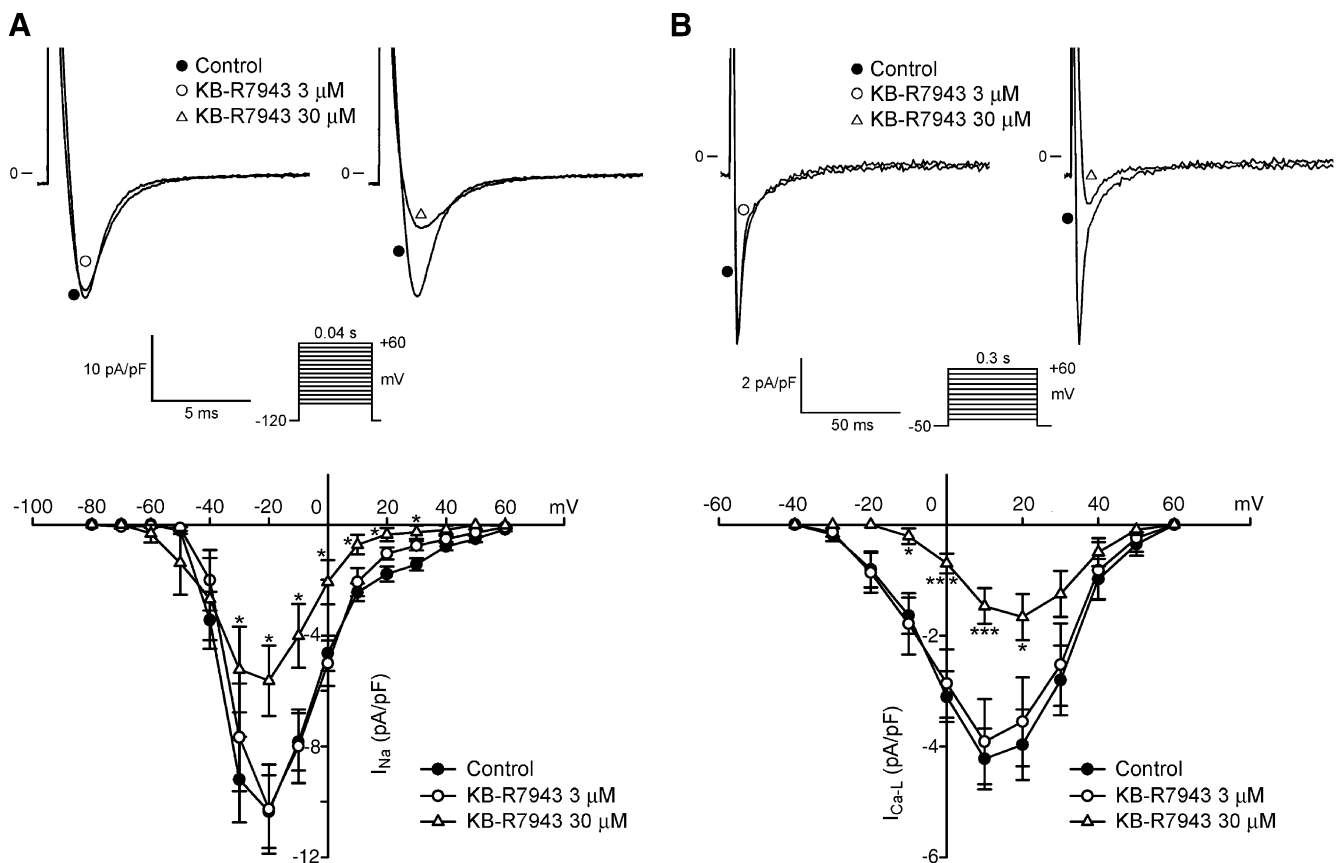 A
Control
KB-R7943 3 µM
KB-R7943 30 µM
0
0
10 pA/pF
5 ms
0.04 s
+60
mV
-120
-100 -80 -60 -40 -20 0 20 40 60 mV
* * * * * * *
-4
-8
-12
I_Na (pA/pF)
Control
KB-R7943 3 µM
KB-R7943 30 µM
B
Control
KB-R7943 3 µM
KB-R7943 30 µM
0
0
2 pA/pF
50 ms
0.3 s
+60
mV
-50
-60 -40 -20 0 20 40 60 mV
*
***
***
*
-2
-4
-6
I_Ca-L (pA/pF)
Control
KB-R7943 3 µM
KB-R7943 30 µM